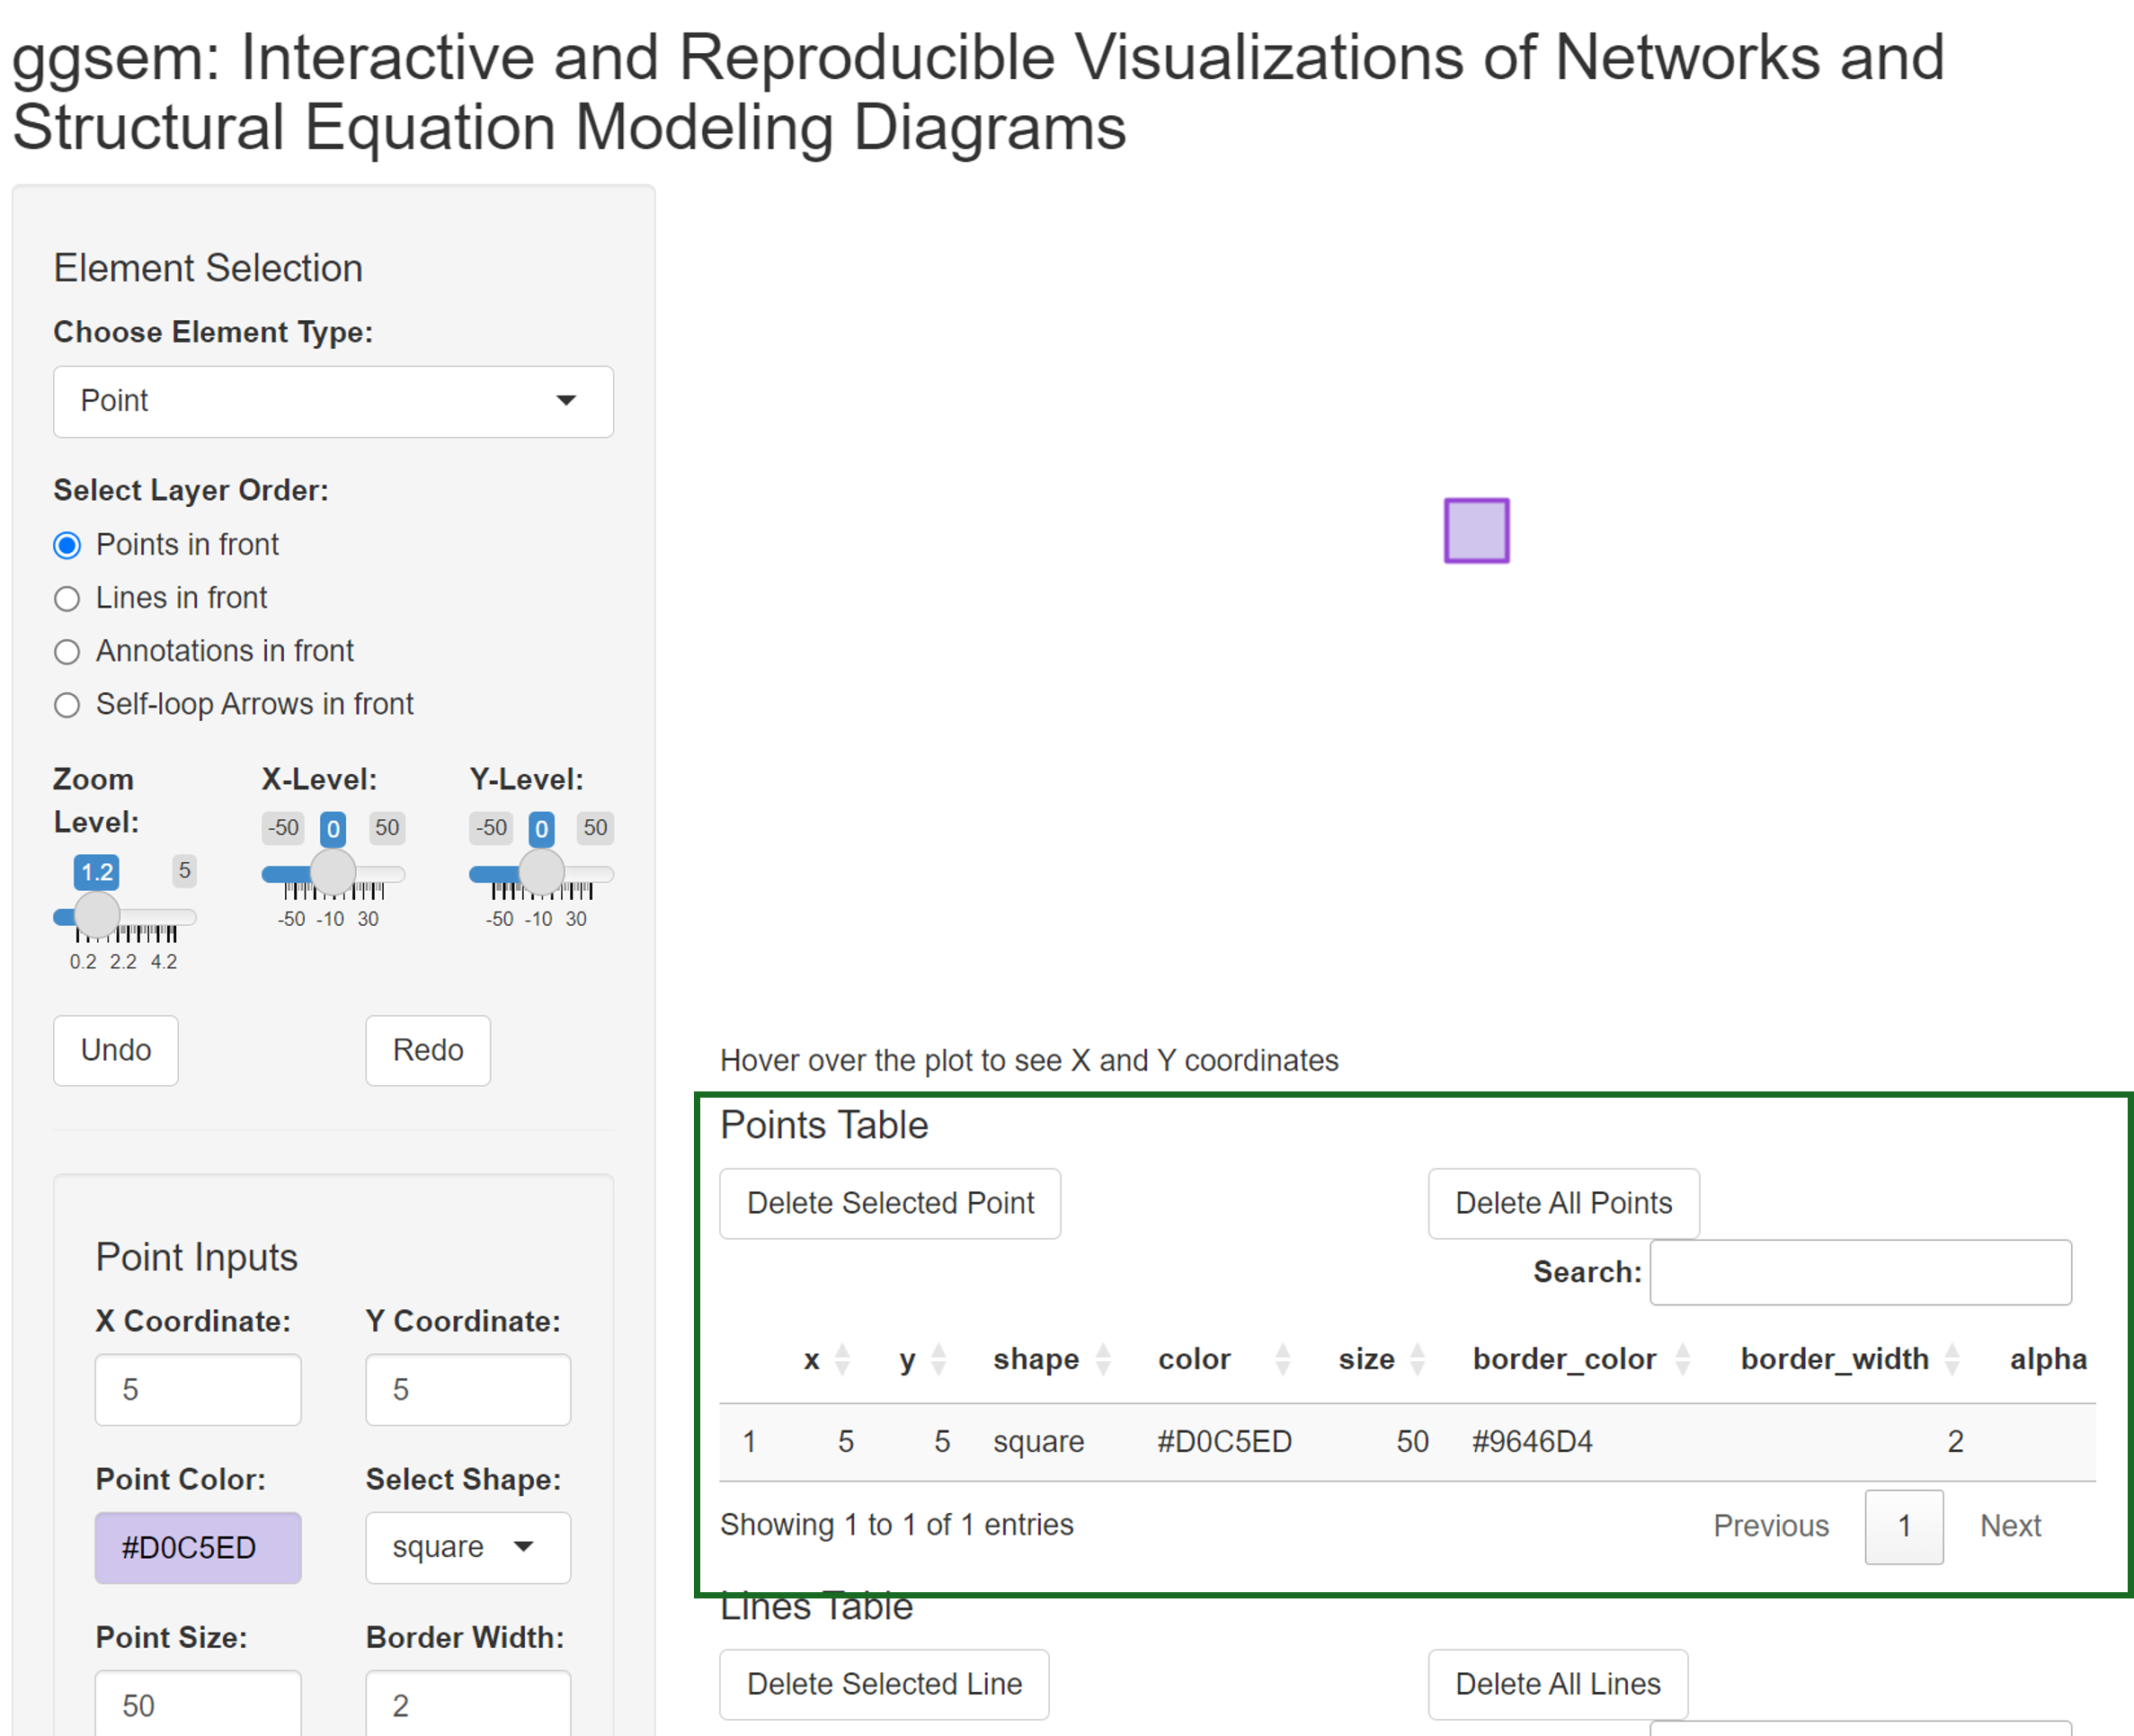 ggsem: Interactive and Reproducible Visualizations of Networks and
Structural Equation Modeling Diagrams
Element Selection
Choose Element Type:
Point
Select Layer Order:
Points in front
Lines in front
Annotations in front
Self-loop Arrows in front
Zoom
Level:
1.2 5
0.2 2.2 4.2
X-Level:
-50 0 50
-50 -10 30
Y-Level:
-50 0 50
-50 -10 30
Undo Redo
Point Inputs
X Coordinate: Y Coordinate:
5 5
Point Color: Select Shape:
#D0C5ED square
Point Size: Border Width:
50 2
Hover over the plot to see X and Y coordinates
Points Table
Delete Selected Point Delete All Points
Search:
x y shape color size border_color border_width alpha
1 5 5 square #D0C5ED 50 #9646D4 2
Showing 1 to 1 of 1 entries
Previous 1 Next
Lines Table
Delete Selected Line Delete All Lines